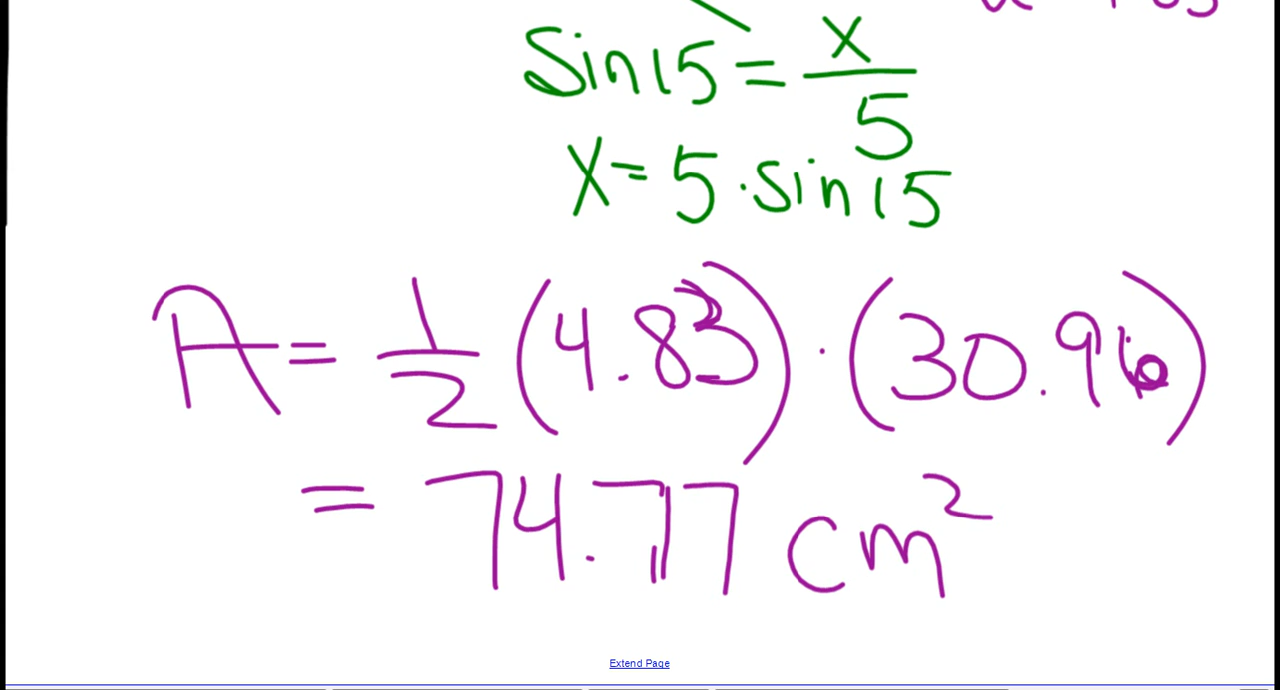 Sin15 = x/5
x = 5 · sin15
A = 1/2 (4.83) · (30.96)
= 74.77 cm²
Extend Page